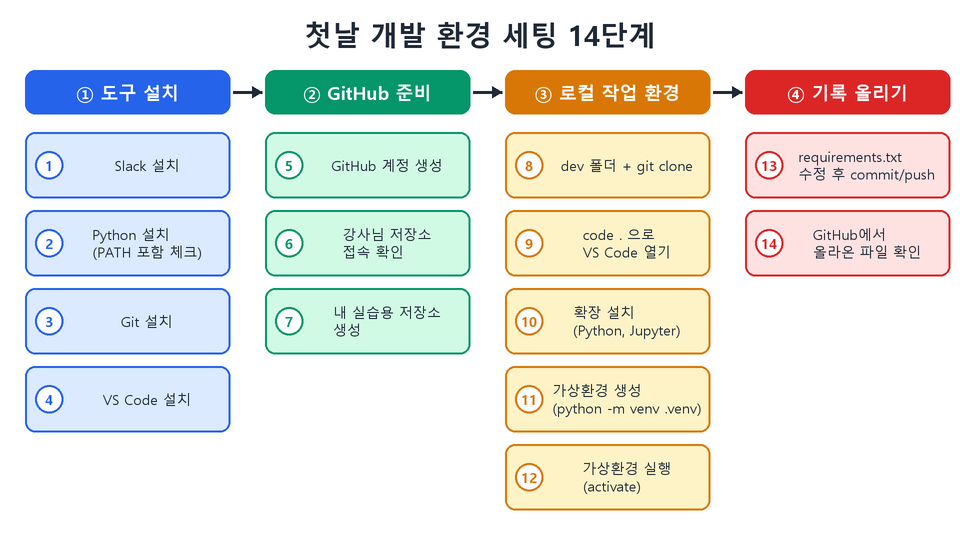 첫날 개발 환경 세팅 14단계
① 도구 설치
1
Slack 설치
2
Python 설치
(PATH 포함 체크)
3
Git 설치
4
VS Code 설치
② GitHub 준비
5
GitHub 계정 생성
6
강사님 저장소
접속 확인
7
내 실습용 저장소
생성
③ 로컬 작업 환경
8
dev 폴더 + git clone
9
code . 으로
VS Code 열기
10
확장 설치
(Python, Jupyter)
11
가상환경 생성
(python -m venv .venv)
12
가상환경 실행
(activate)
④ 기록 올리기
13
requirements.txt
수정 후 commit/push
14
GitHub에서
올라온 파일 확인